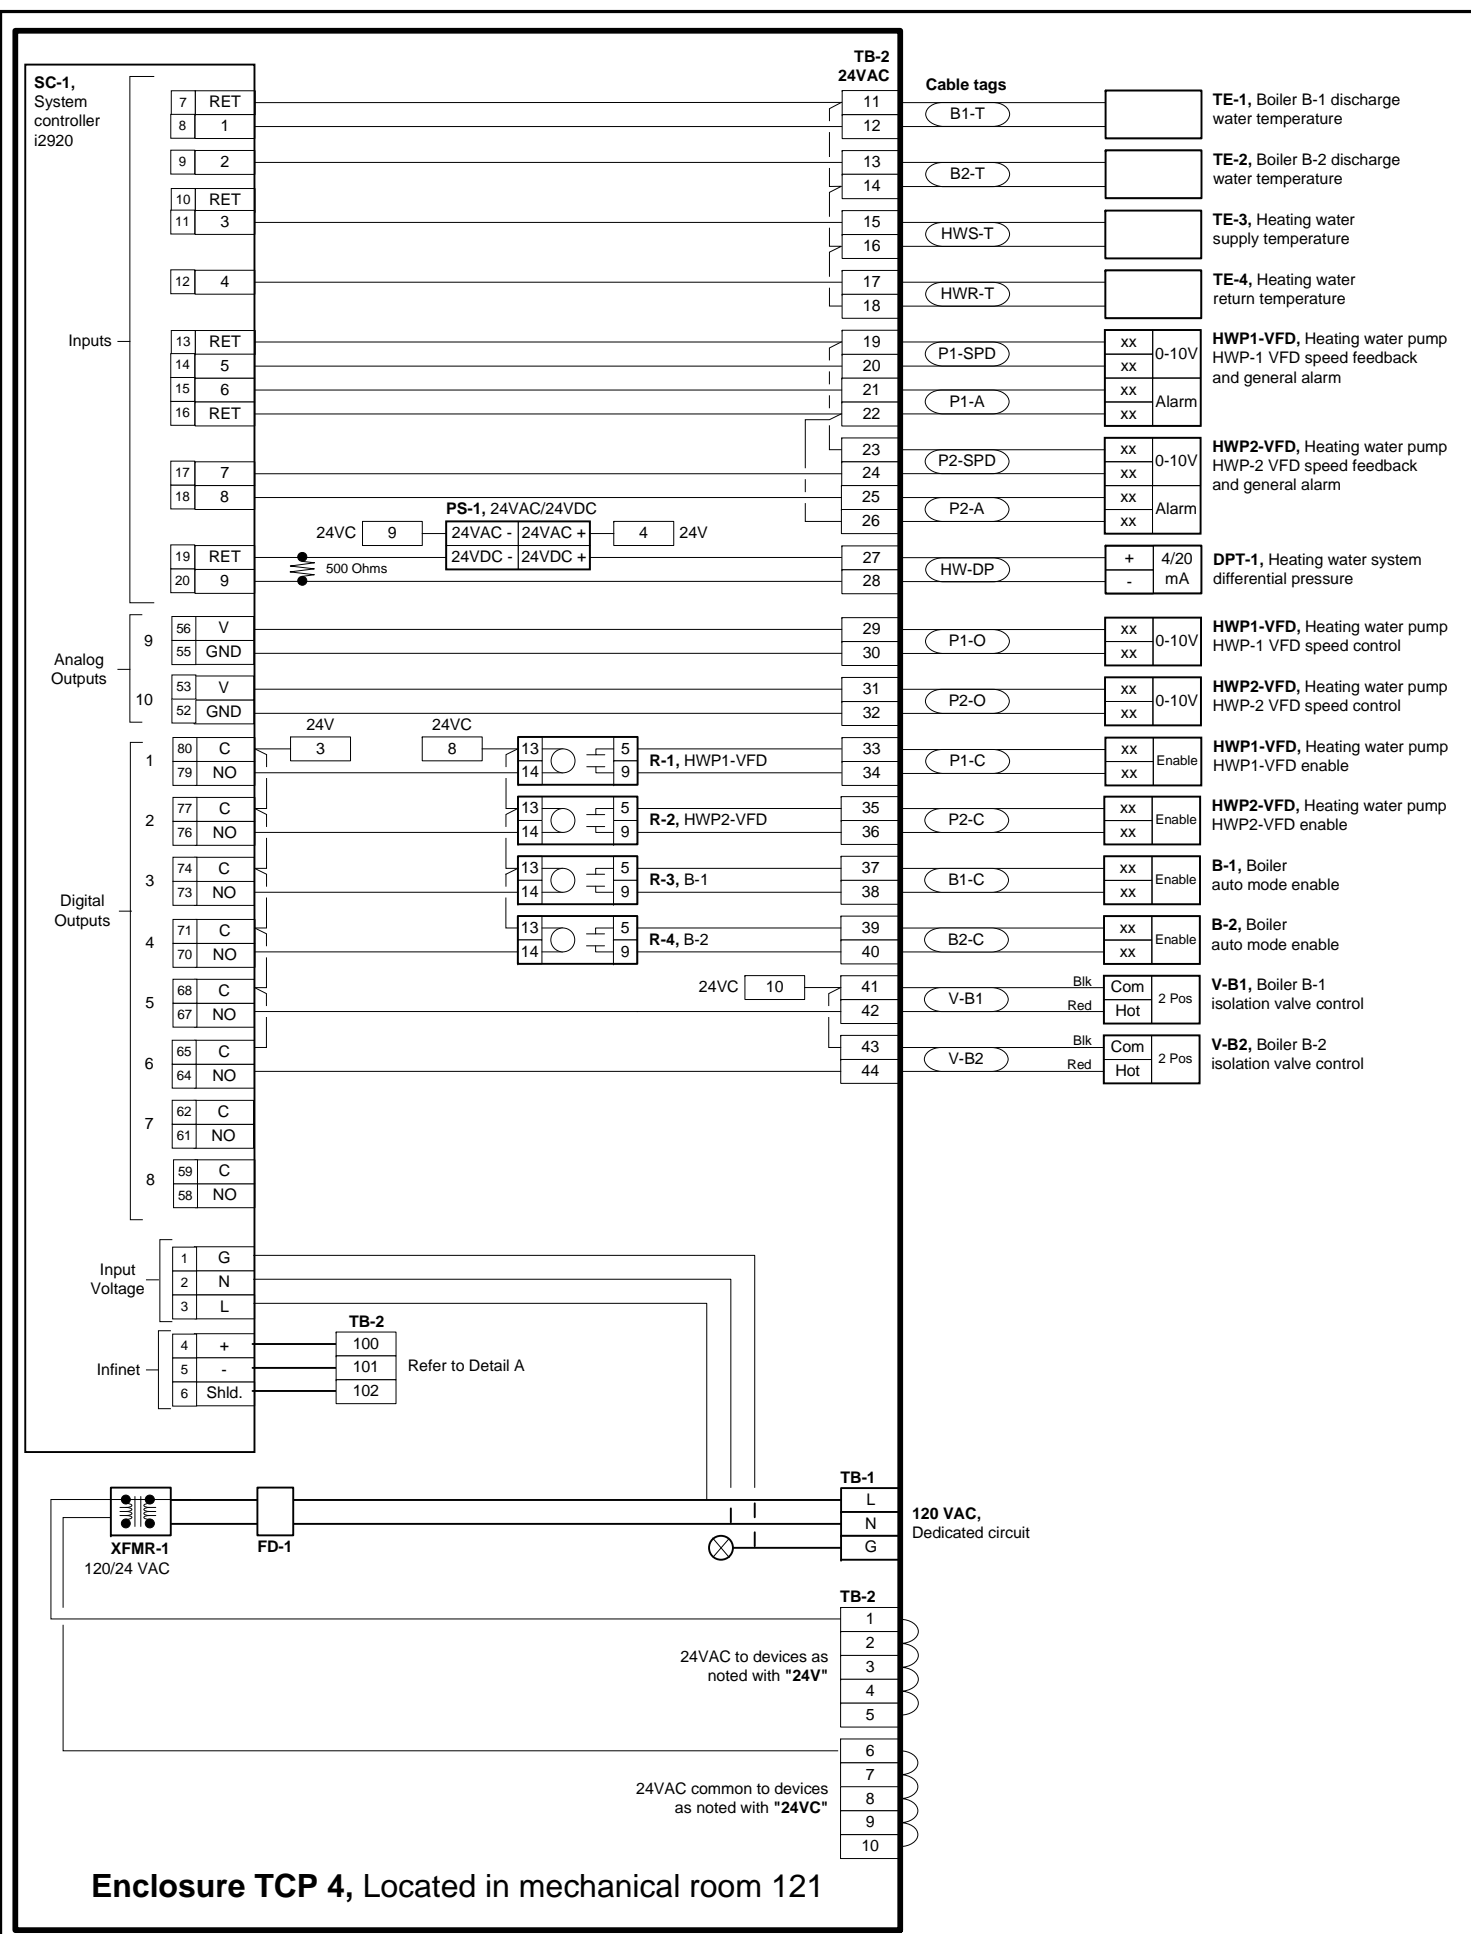 TB-2
24VAC
SC-1,
System
controller
i2920
Cable tags
7 RET 11 B1-T TE-1, Boiler B-1 discharge
8 1 12 water temperature
9 2 13 B2-T TE-2, Boiler B-2 discharge
14 water temperature
10 RET
11 3 15 HWS-T TE-3, Heating water
16 supply temperature
12 4 17 HWR-T TE-4, Heating water
18 return temperature
Inputs
13 RET 19 P1-SPD xx 0-10V HWP1-VFD, Heating water pump
14 5 20 xx HWP-1 VFD speed feedback
15 6 21 P1-A xx Alarm and general alarm
16 RET 22 xx
23 P2-SPD xx 0-10V HWP2-VFD, Heating water pump
17 7 24 xx HWP-2 VFD speed feedback
18 8 25 P2-A xx Alarm and general alarm
26 xx
PS-1, 24VAC/24VDC
24VC 9 24VAC - 24VAC + 4 24V
24VDC - 24VDC +
19 RET 27 HW-DP + 4/20 DPT-1, Heating water system
20 9 500 Ohms 28 - mA differential pressure
Analog
Outputs
9 56 V 29 P1-O xx 0-10V HWP1-VFD, Heating water pump
55 GND 30 xx HWP-1 VFD speed control
10 53 V 31 P2-O xx 0-10V HWP2-VFD, Heating water pump
52 GND 32 xx HWP-2 VFD speed control
24V 24VC
Digital
Outputs
1 80 C 3 8 13 5 R-1, HWP1-VFD 33 P1-C xx Enable HWP1-VFD, Heating water pump
79 NO 14 9 34 xx HWP1-VFD enable
2 77 C 13 5 R-2, HWP2-VFD 35 P2-C xx Enable HWP2-VFD, Heating water pump
76 NO 14 9 36 xx HWP2-VFD enable
3 74 C 13 5 R-3, B-1 37 B1-C xx Enable B-1, Boiler
73 NO 14 9 38 xx auto mode enable
4 71 C 13 5 R-4, B-2 39 B2-C xx Enable B-2, Boiler
70 NO 14 9 40 xx auto mode enable
5 68 C 24VC 10 41 V-B1 Blk Com 2 Pos V-B1, Boiler B-1
67 NO 42 Red Hot isolation valve control
6 65 C 43 V-B2 Blk Com 2 Pos V-B2, Boiler B-2
64 NO 44 Red Hot isolation valve control
7 62 C
61 NO
8 59 C
58 NO
Input
Voltage
1 G
2 N
3 L
TB-2
Infinet
4 + 100
5 - 101 Refer to Detail A
6 Shld. 102
TB-1
L
N
G
120 VAC,
Dedicated circuit
XFMR-1
120/24 VAC
FD-1
TB-2
1
2
3
4
5
24VAC to devices as
noted with "24V"
6
7
8
9
10
24VAC common to devices
as noted with "24VC"
Enclosure TCP 4, Located in mechanical room 121